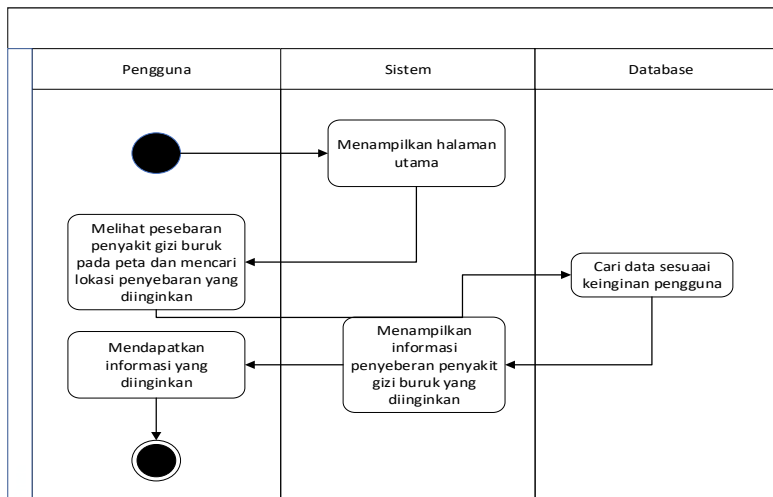 Pengguna
Sistem
Database
Menampilkan halaman
utama
Melihat pesebaran
penyakit gizi buruk
pada peta dan mencari
lokasi penyebaran yang
diinginkan
Cari data sesuaai
keinginan pengguna
Menampilkan
informasi
penyeberan penyakit
gizi buruk yang
diinginkan
Mendapatkan
informasi yang
diinginkan